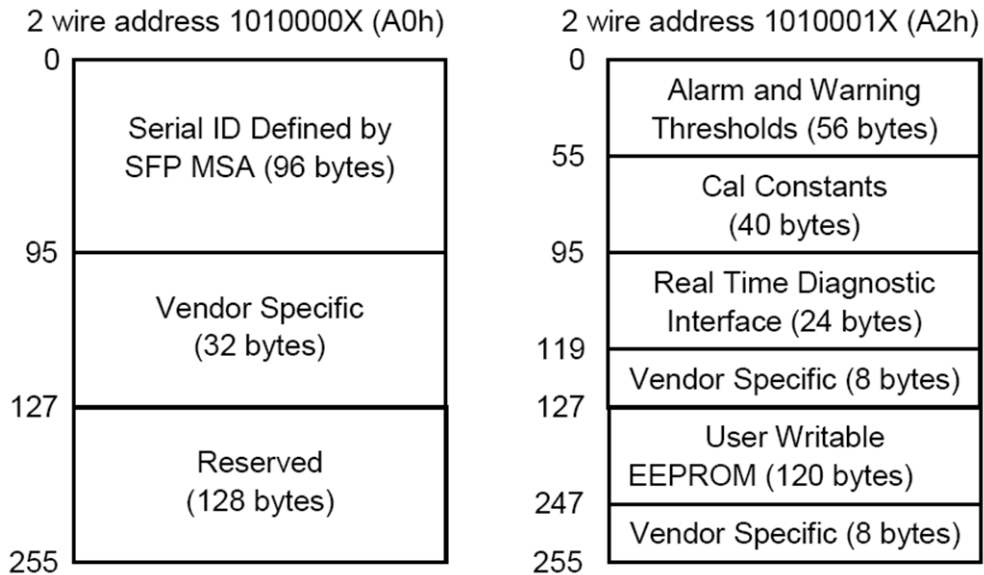 2 wire address 1010000X (A0h)
0
Serial ID Defined by
SFP MSA (96 bytes)
95
Vendor Specific
(32 bytes)
127
Reserved
(128 bytes)
255
2 wire address 1010001X (A2h)
0
Alarm and Warning
Thresholds (56 bytes)
55
Cal Constants
(40 bytes)
95
Real Time Diagnostic
Interface (24 bytes)
119
Vendor Specific (8 bytes)
127
User Writable
EEPROM (120 bytes)
247
Vendor Specific (8 bytes)
255